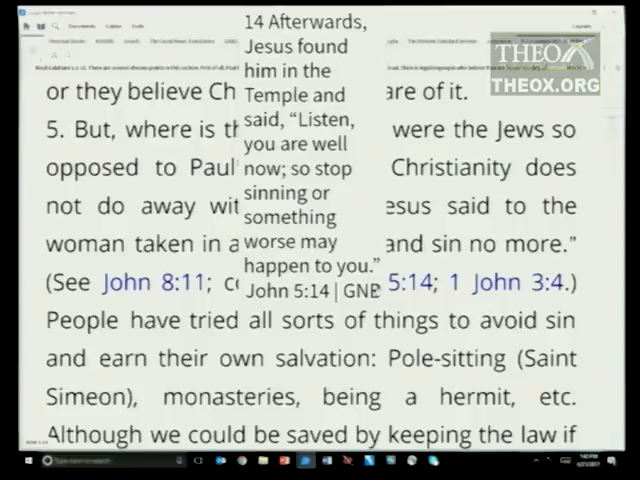 14 Afterwards,
Jesus found
him in the
Temple and
said, "Listen,
you are well
now; so stop
sinning or
something
worse may
happen to you."
John 5:14 | GNB
THEOX
THEOX.ORG
or they believe Ch are of it.
5. But, where is th were the Jews so
opposed to Paul Christianity does
not do away wit esus said to the
woman taken in a and sin no more."
(See John 8:11; c 5:14; 1 John 3:4.)
People have tried all sorts of things to avoid sin
and earn their own salvation: Pole-sitting (Saint
Simeon), monasteries, being a hermit, etc.
Although we could be saved by keeping the law if